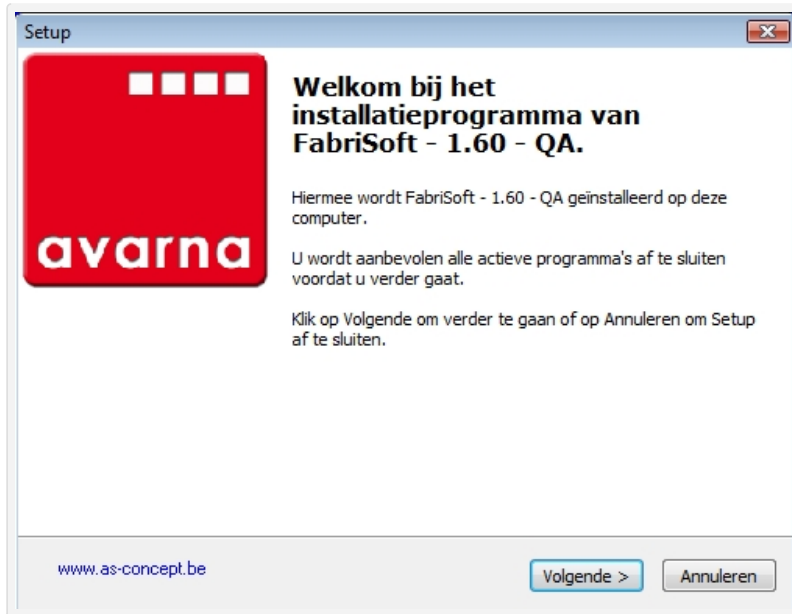 Setup
avarna
Welkom bij het
installatieprogramma van
FabriSoft - 1.60 - QA.
Hiermee wordt FabriSoft - 1.60 - QA geïnstalleerd op deze
computer.
U wordt aanbevolen alle actieve programma's af te sluiten
voordat u verder gaat.
Klik op Volgende om verder te gaan of op Annuleren om Setup
af te sluiten.
www.as-concept.be
Volgende >
Annuleren